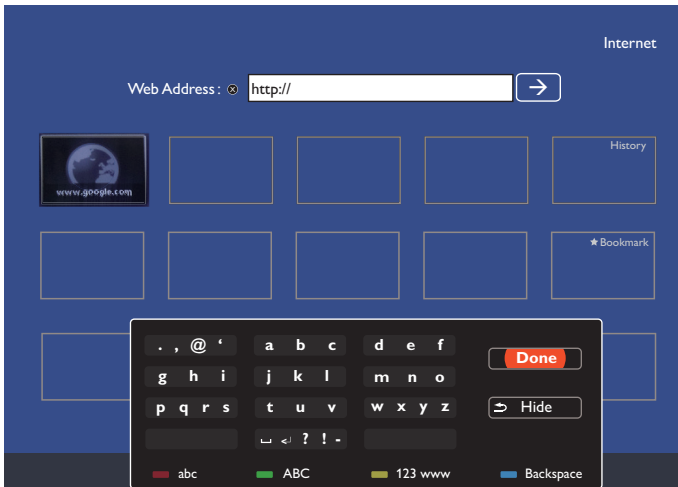 Internet
Web Address : http://
www.google.com
History
★ Bookmark
. , @ ‘ a b c d e f
Done
g h i j k l m n o
p q r s t u v w x y z
Hide
? ! -
abc ABC 123 www Backspace